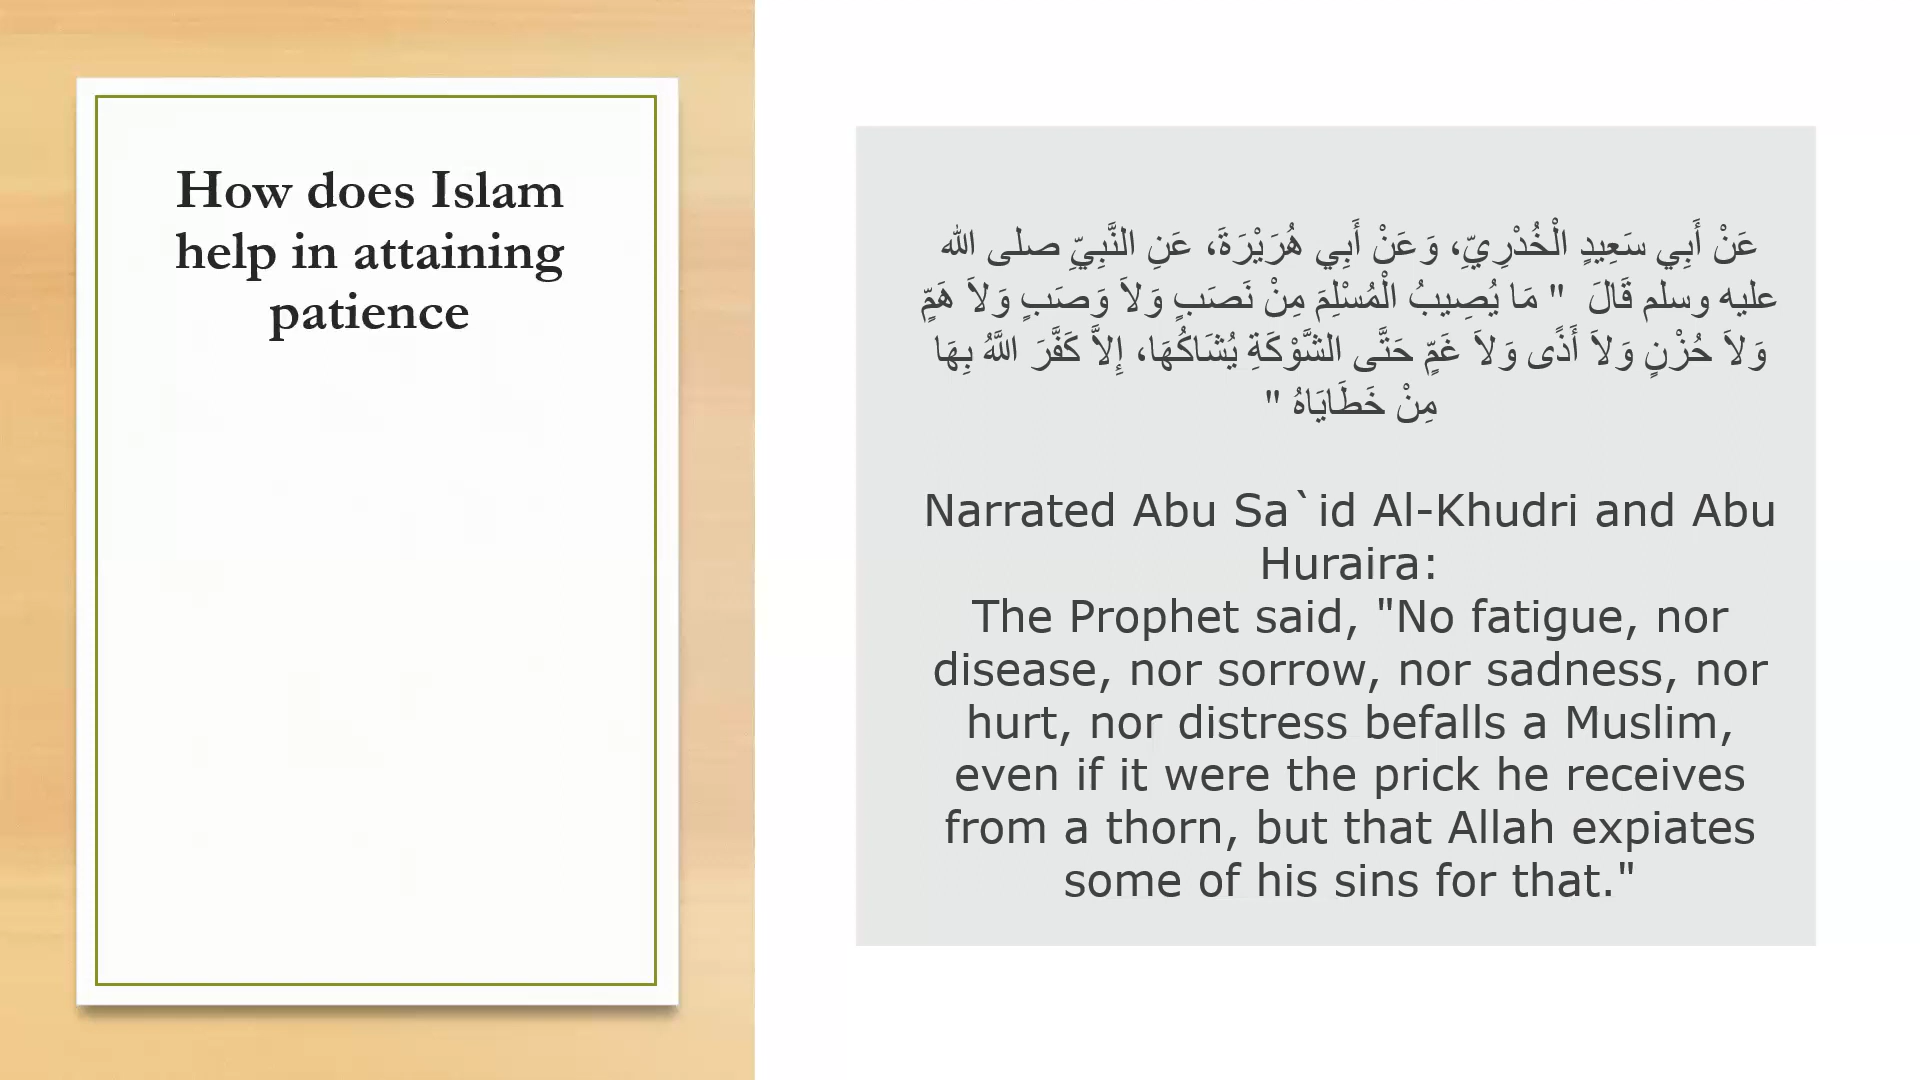 How does Islam
help in attaining
patience
عَنْ أَبِي سَعِيدٍ الْخُدْرِيِّ، وَعَنْ أَبِي هُرَيْرَةَ، عَنِ النَّبِيِّ صلى الله
عليه وسلم قَالَ " مَا يُصِيبُ الْمُسْلِمَ مِنْ نَصَبٍ وَلاَ وَصَبٍ وَلاَ هَمٍّ
وَلاَ حُزْنٍ وَلاَ أَذًى وَلاَ غَمٍّ حَتَّى الشَّوْكَةِ يُشَاكُهَا، إِلاَّ كَفَّرَ اللَّهُ بِهَا
مِنْ خَطَايَاهُ "
Narrated Abu Sa`id Al-Khudri and Abu
Huraira:
The Prophet said, "No fatigue, nor
disease, nor sorrow, nor sadness, nor
hurt, nor distress befalls a Muslim,
even if it were the prick he receives
from a thorn, but that Allah expiates
some of his sins for that."